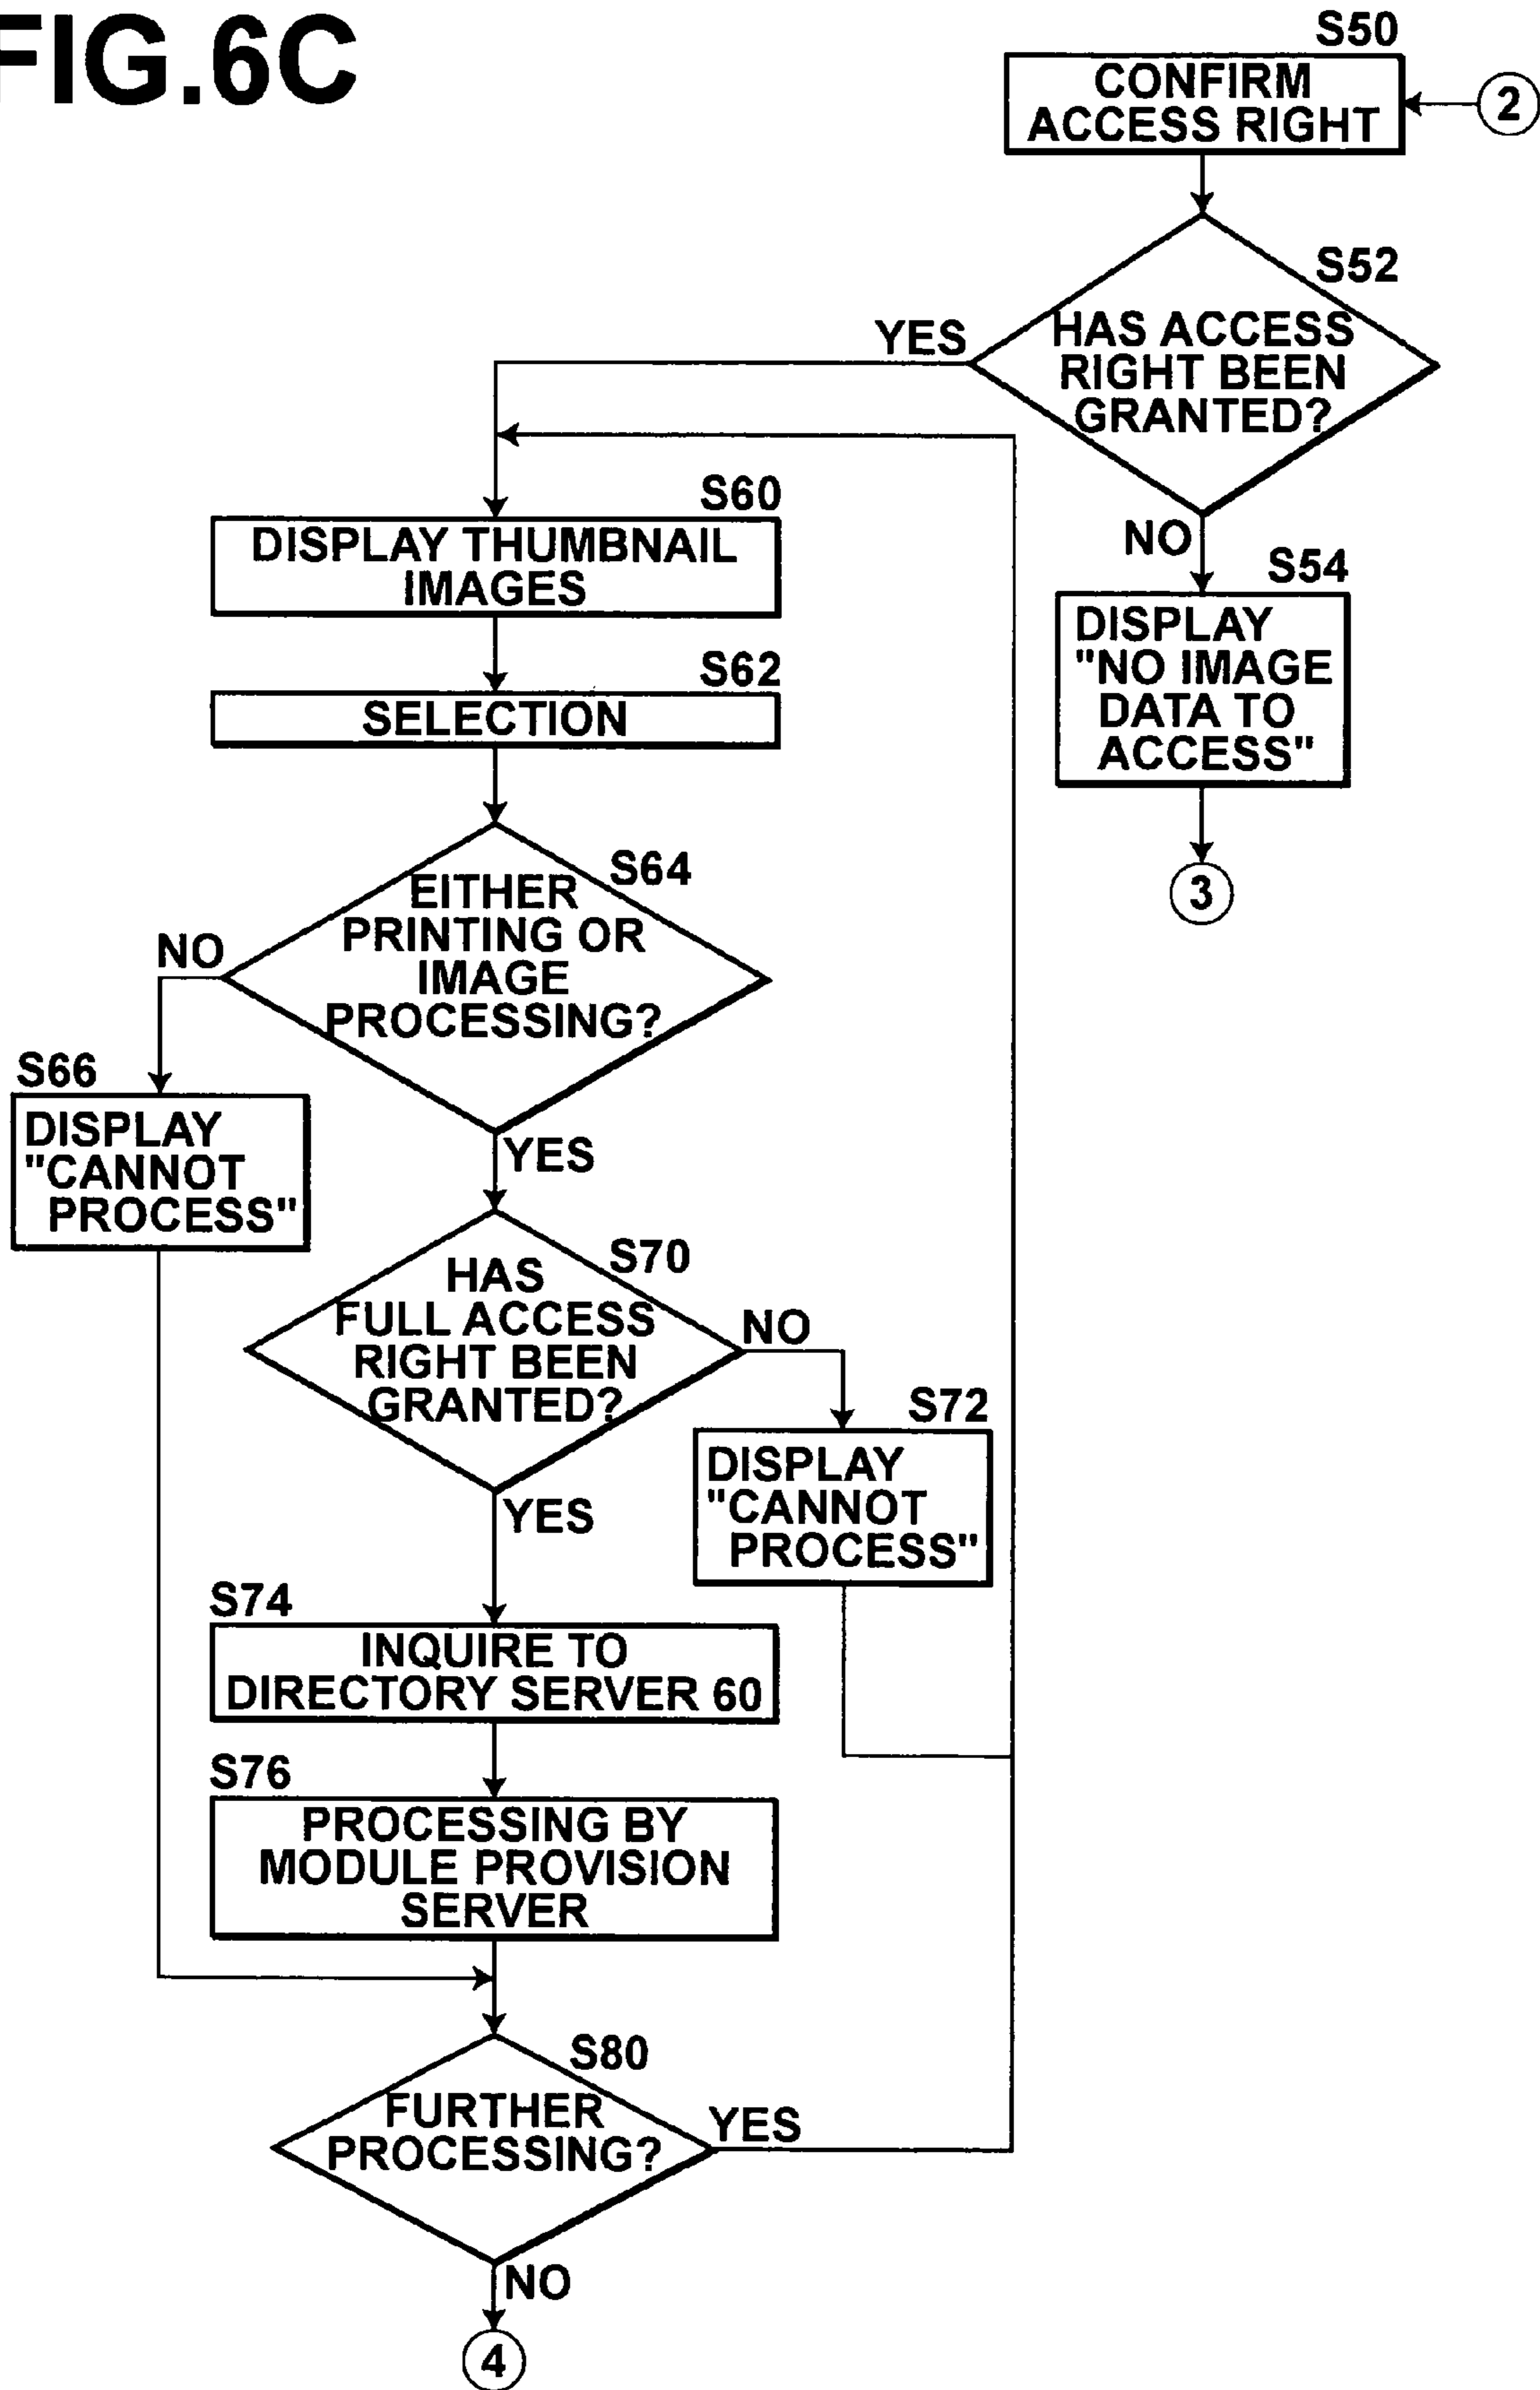 FIG.6C
S50
CONFIRM
ACCESS RIGHT
2
S52
HAS ACCESS
RIGHT BEEN
GRANTED?
YES
NO
S54
DISPLAY
"NO IMAGE
DATA TO
ACCESS"
3
S60
DISPLAY THUMBNAIL
IMAGES
S62
SELECTION
S64
EITHER
PRINTING OR
IMAGE
PROCESSING?
NO
S66
DISPLAY
"CANNOT
PROCESS"
YES
S70
HAS
FULL ACCESS
RIGHT BEEN
GRANTED?
NO
S72
DISPLAY
"CANNOT
PROCESS"
YES
S74
INQUIRE TO
DIRECTORY SERVER 60
S76
PROCESSING BY
MODULE PROVISION
SERVER
S80
FURTHER
PROCESSING?
YES
NO
4